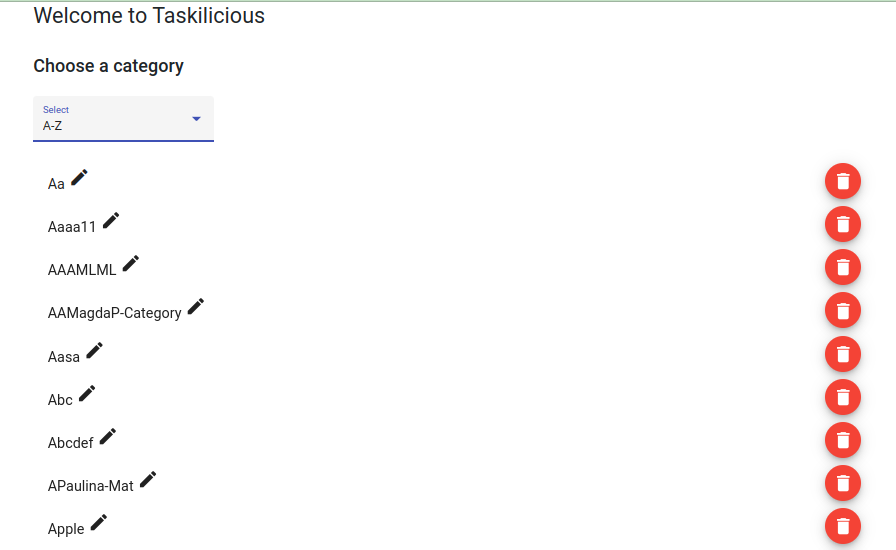 Welcome to Taskilicious
Choose a category
Select
A-Z
Aa
Aaaa11
AAAMLML
AAMagdaP-Category
Aasa
Abc
Abcdef
APaulina-Mat
Apple